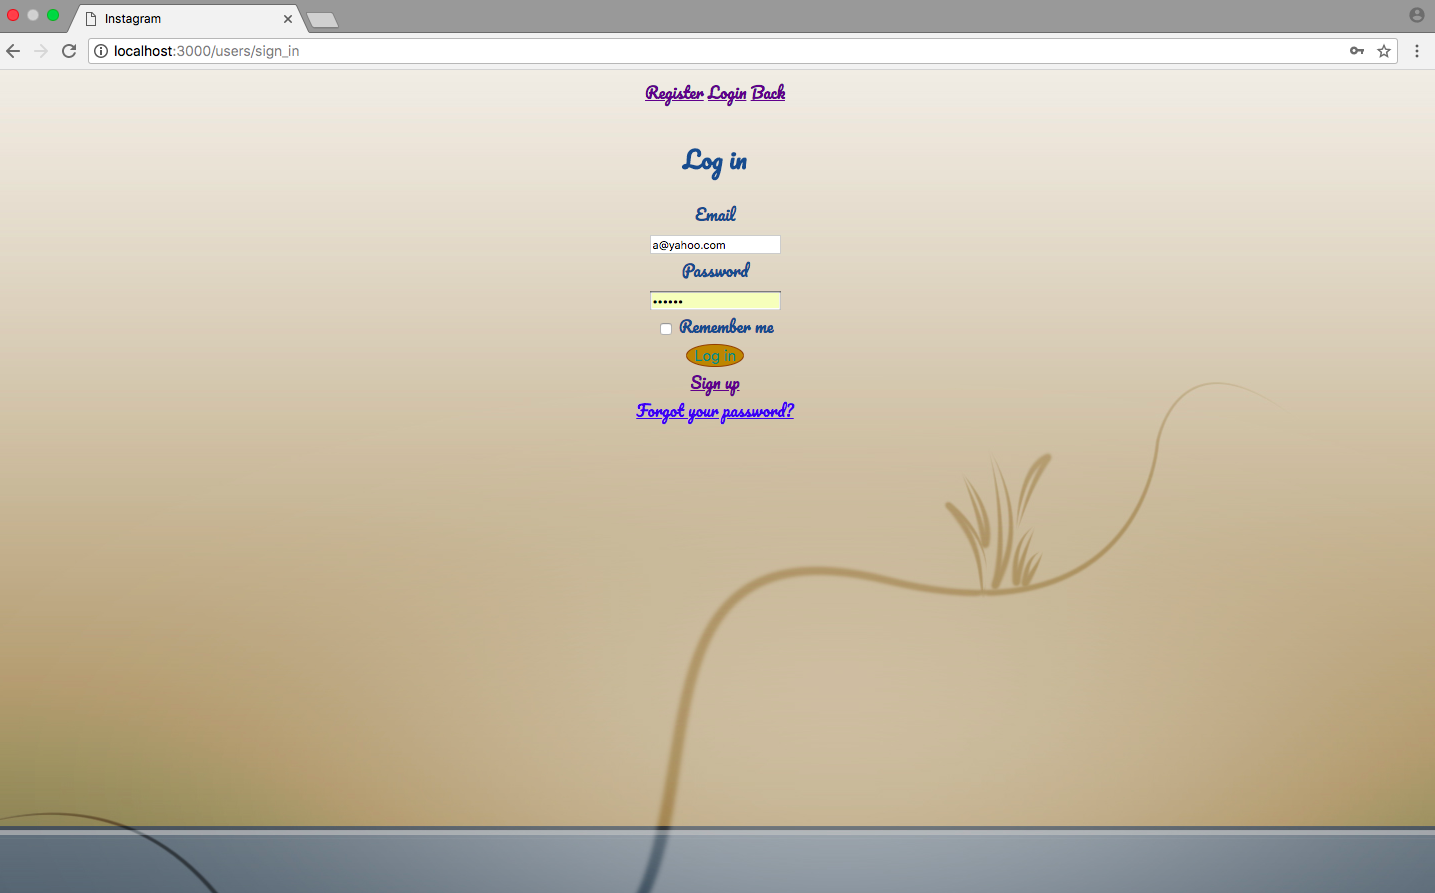 Instagram
localhost:3000/users/sign_in
Register Login Back
Log in
Email
a@yahoo.com
Password
••••••
Remember me
Log in
Sign up
Forgot your password?